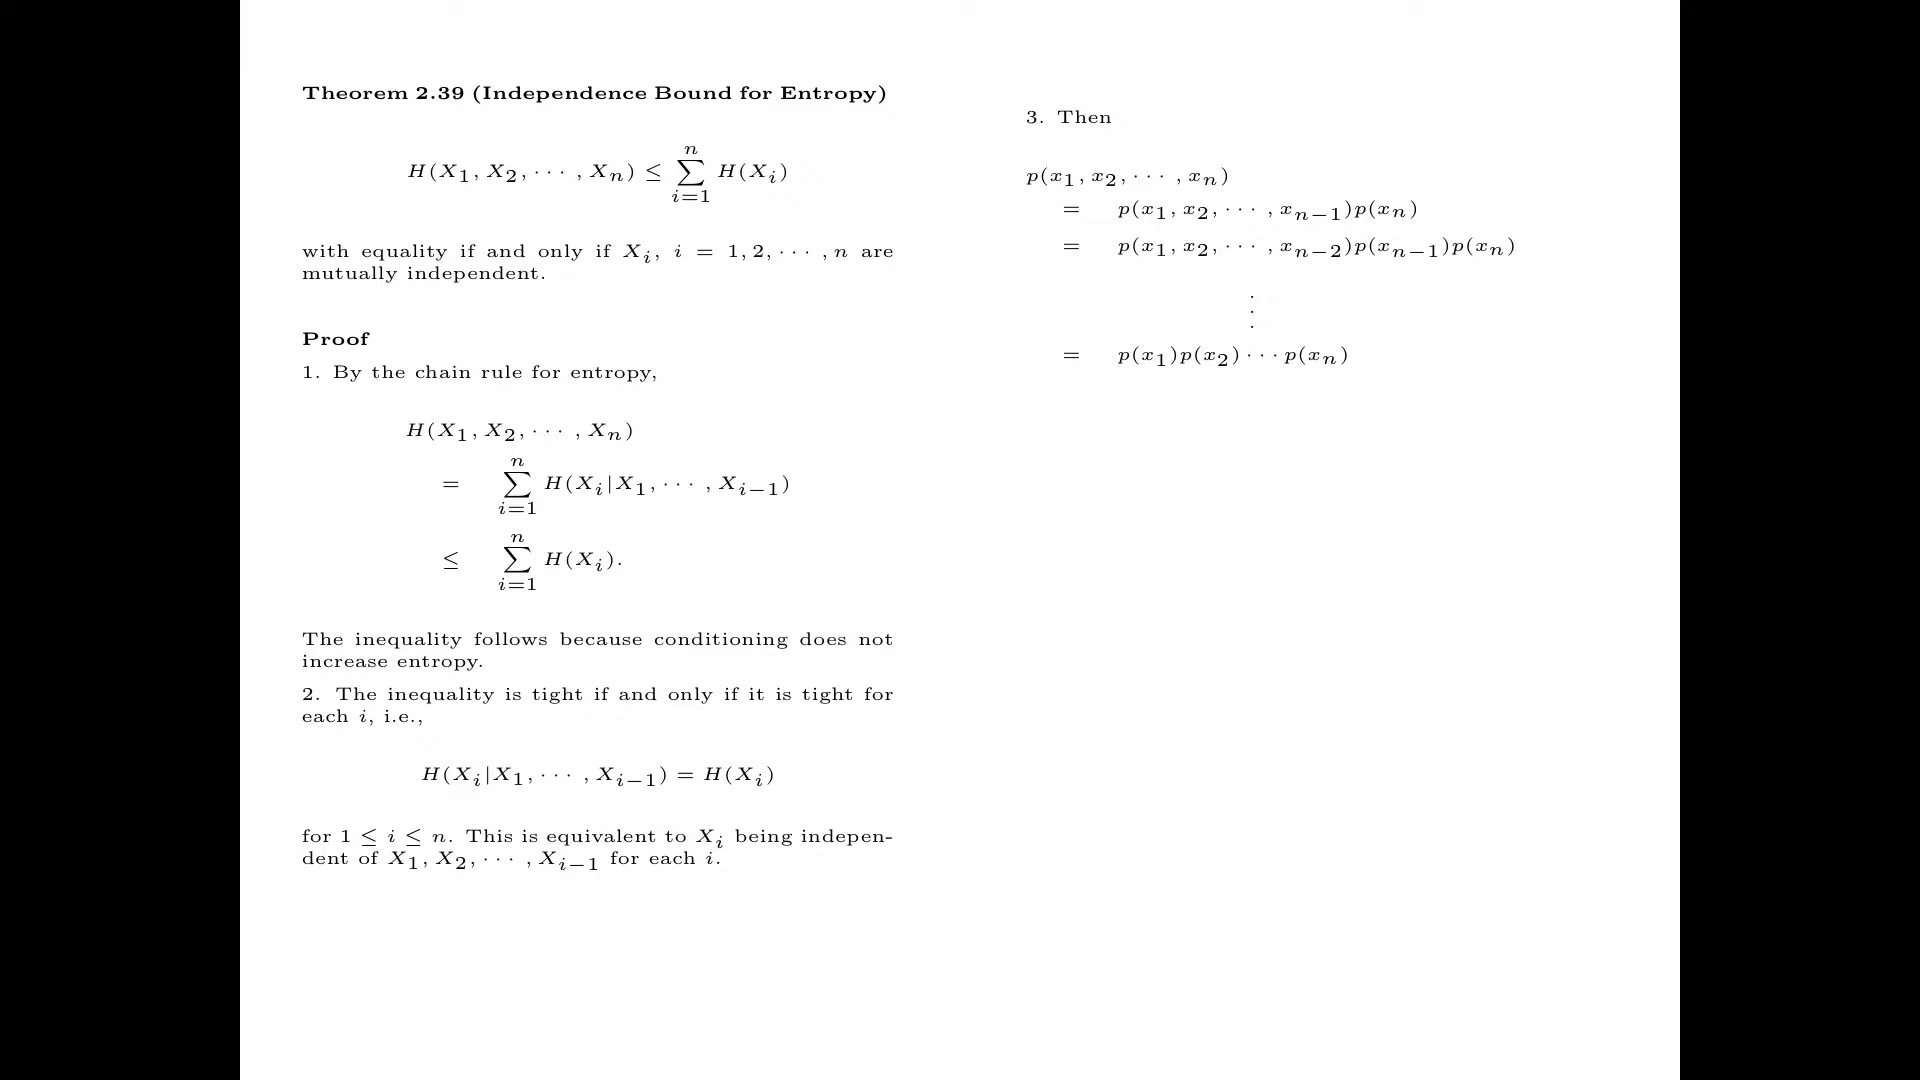 Theorem 2.39 (Independence Bound for Entropy)
H(X₁, X₂, ··· , Xₙ) ≤ ∑ᵢ₌₁ⁿ H(Xᵢ)
with equality if and only if Xᵢ, i = 1, 2, ··· , n are
mutually independent.
Proof
1. By the chain rule for entropy,
H(X₁, X₂, ··· , Xₙ)
= ∑ᵢ₌₁ⁿ H(Xᵢ|X₁, ··· , Xᵢ₋₁)
≤ ∑ᵢ₌₁ⁿ H(Xᵢ).
The inequality follows because conditioning does not
increase entropy.
2. The inequality is tight if and only if it is tight for
each i, i.e.,
H(Xᵢ|X₁, ··· , Xᵢ₋₁) = H(Xᵢ)
for 1 ≤ i ≤ n. This is equivalent to Xᵢ being indepen-
dent of X₁, X₂, ··· , Xᵢ₋₁ for each i.
3. Then
p(x₁, x₂, ··· , xₙ)
= p(x₁, x₂, ··· , xₙ₋₁)p(xₙ)
= p(x₁, x₂, ··· , xₙ₋₂)p(xₙ₋₁)p(xₙ)
⋮
= p(x₁)p(x₂) ··· p(xₙ)